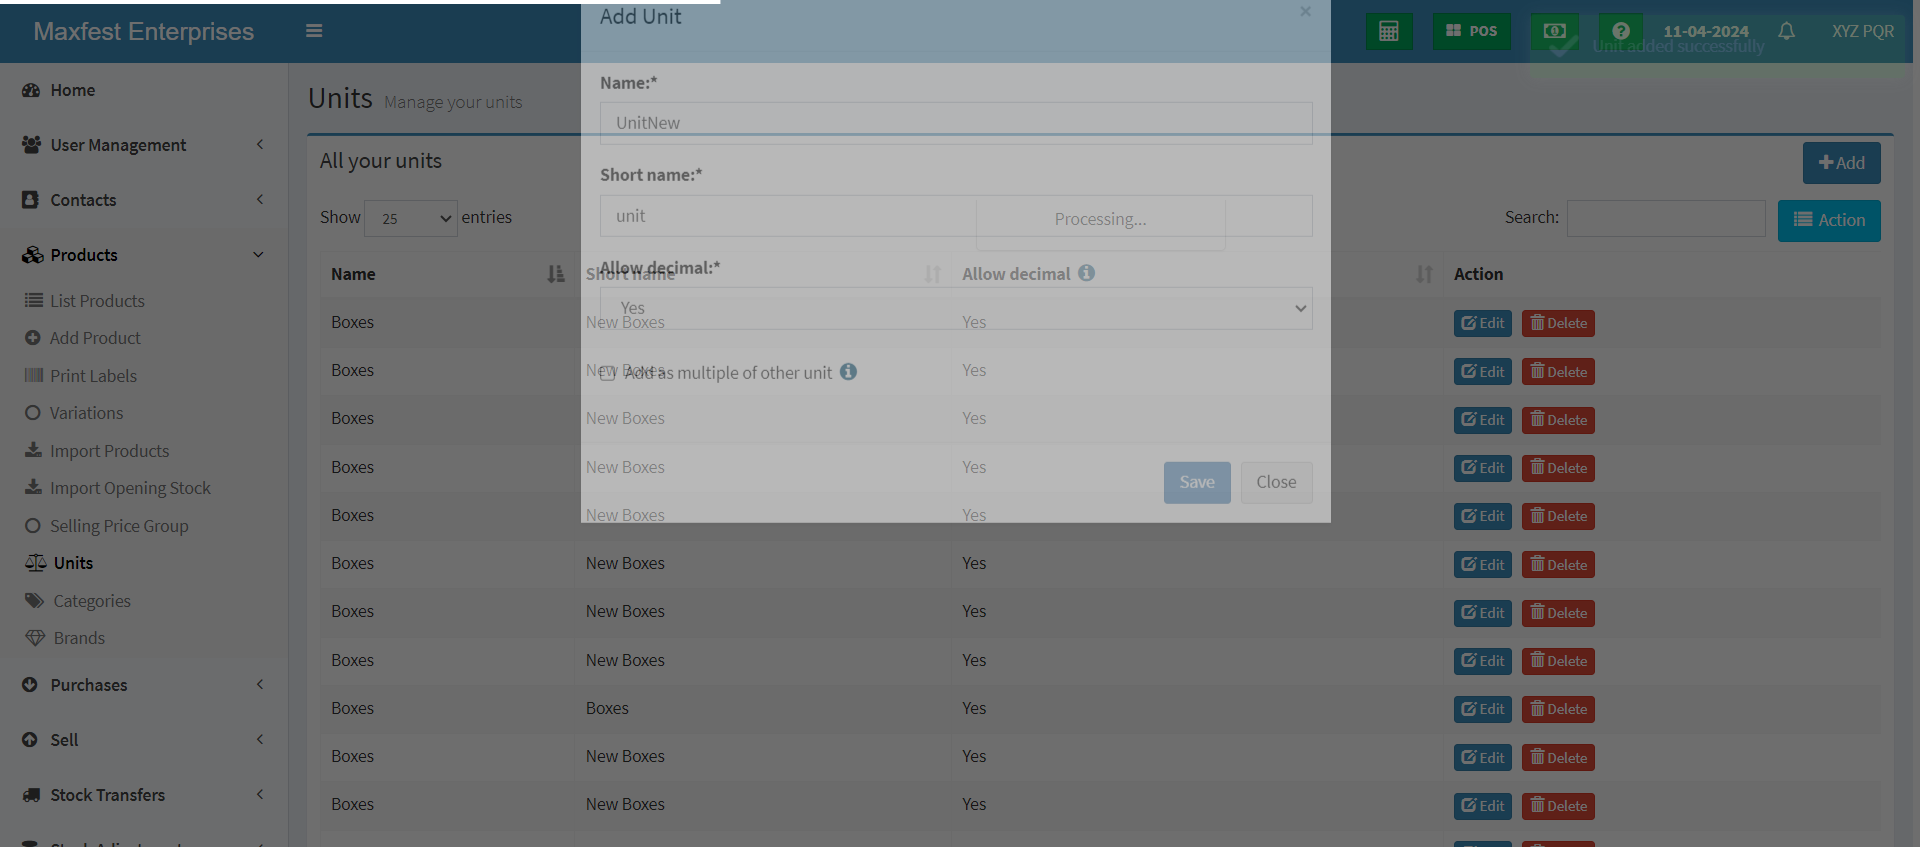 Maxfest Enterprises
POS
11-04-2024
XYZ PQR
Unit added successfully
Add Unit
×
Home
User Management
Contacts
Products
List Products
Add Product
Print Labels
Variations
Import Products
Import Opening Stock
Selling Price Group
Units
Categories
Brands
Purchases
Sell
Stock Transfers
Stock Adjustment
Units Manage your units
All your units
Add
Show 25 entries
Search:
Action
Name:*
UnitNew
Short name:*
unit
Processing...
Allow decimal:*
Yes
Add as multiple of other unit
Save Close
Name Short name Allow decimal Action
Boxes New Boxes Yes Edit Delete
Boxes New Boxes Yes Edit Delete
Boxes New Boxes Yes Edit Delete
Boxes New Boxes Yes Edit Delete
Boxes New Boxes Yes Edit Delete
Boxes New Boxes Yes Edit Delete
Boxes New Boxes Yes Edit Delete
Boxes New Boxes Yes Edit Delete
Boxes Boxes Yes Edit Delete
Boxes New Boxes Yes Edit Delete
Boxes New Boxes Yes Edit Delete